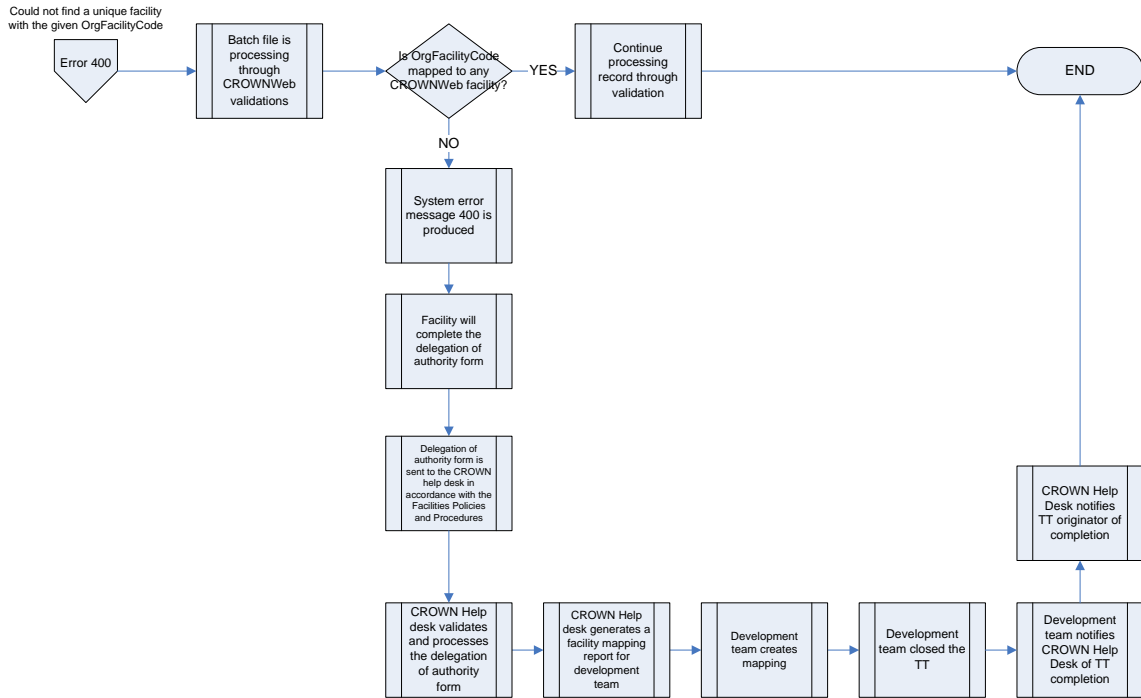 Could not find a unique facility
with the given OrgFacilityCode
Error 400
Batch file is
processing
through
CROWNWeb
validations
Is OrgFacilityCode
mapped to any
CROWNWeb facility?
YES
Continue
processing
record through
validation
END
NO
System error
message 400 is
produced
Facility will
complete the
delegation of
authority form
Delegation of
authority form is
sent to the CROWN
help desk in
accordance with the
Facilities Policies
and Procedures
CROWN Help
Desk notifies
TT originator of
completion
CROWN Help
desk validates
and processes
the delegation
of authority
form
CROWN Help
desk generates a
facility mapping
report for
development
team
Development
team creates
mapping
Development
team closed the
TT
Development
team notifies
CROWN Help
Desk of TT
completion